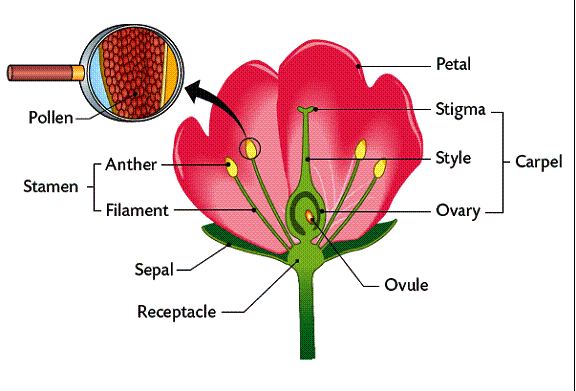 Petal
Stigma
Pollen
Style
Carpel
Anther
Stamen
Filament
Ovary
Sepal
Ovule
Receptacle